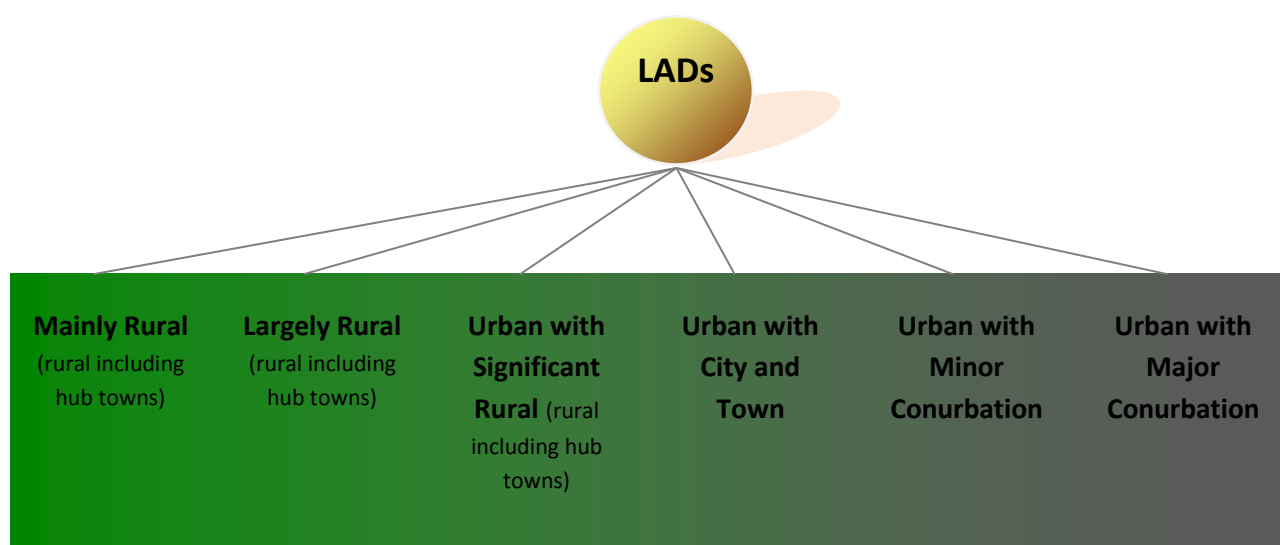 LADs
Mainly Rural
(rural including
hub towns)
Largely Rural
(rural including
hub towns)
Urban with
Significant
Rural (rural
including hub
towns)
Urban with
City and
Town
Urban with
Minor
Conurbation
Urban with
Major
Conurbation